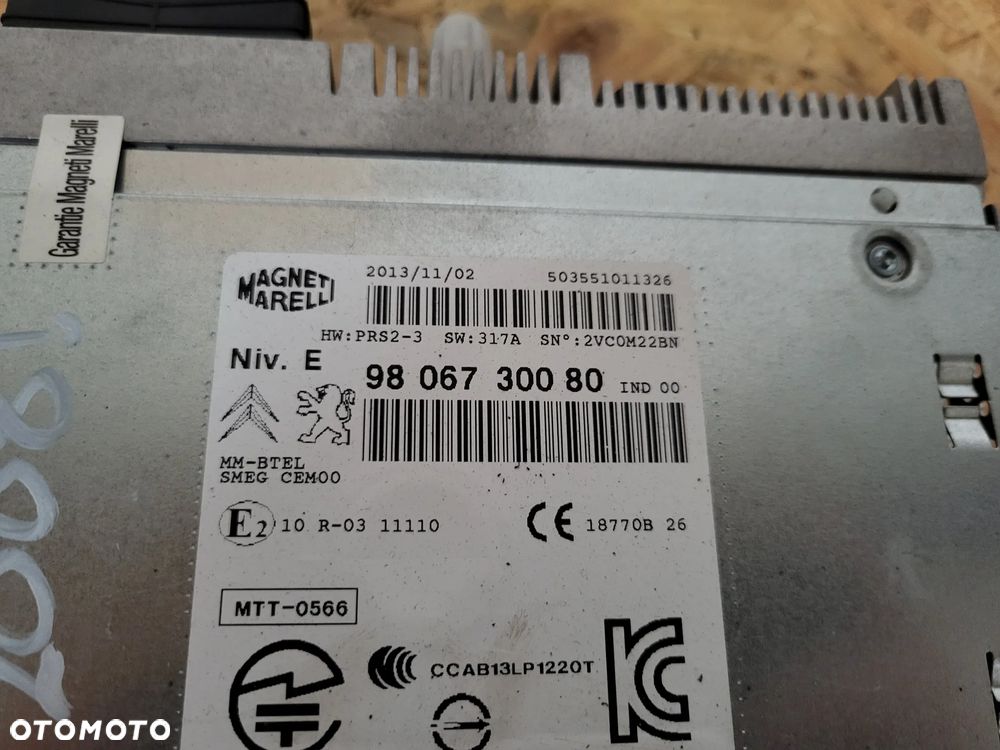 Garantie Magneti Marelli
MAGNETI
MARELLI
2013/11/02 503551011326
HW:PRS2-3 SW:317A SN°:2VC0M22BN
Niv. E
98 067 300 80 IND 00
MM-BTEL
SMEG CEM00
E2 10 R-03 11110
CE 18770B 26
MTT-0566
CCAB13LP1220T
OTOMOTO